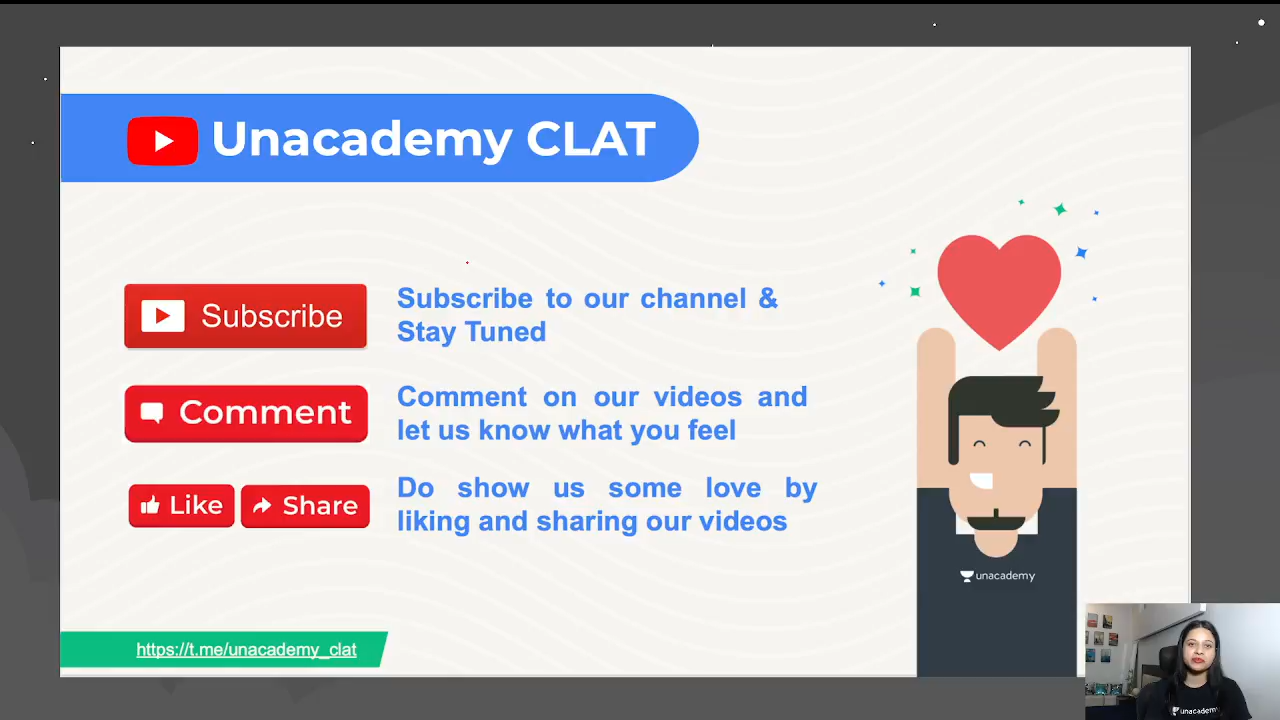 Unacademy CLAT
Subscribe
Subscribe to our channel &
Stay Tuned
Comment
Comment on our videos and
let us know what you feel
Like
Share
Do show us some love by
liking and sharing our videos
unacademy
https://t.me/unacademy_clat
unacademy